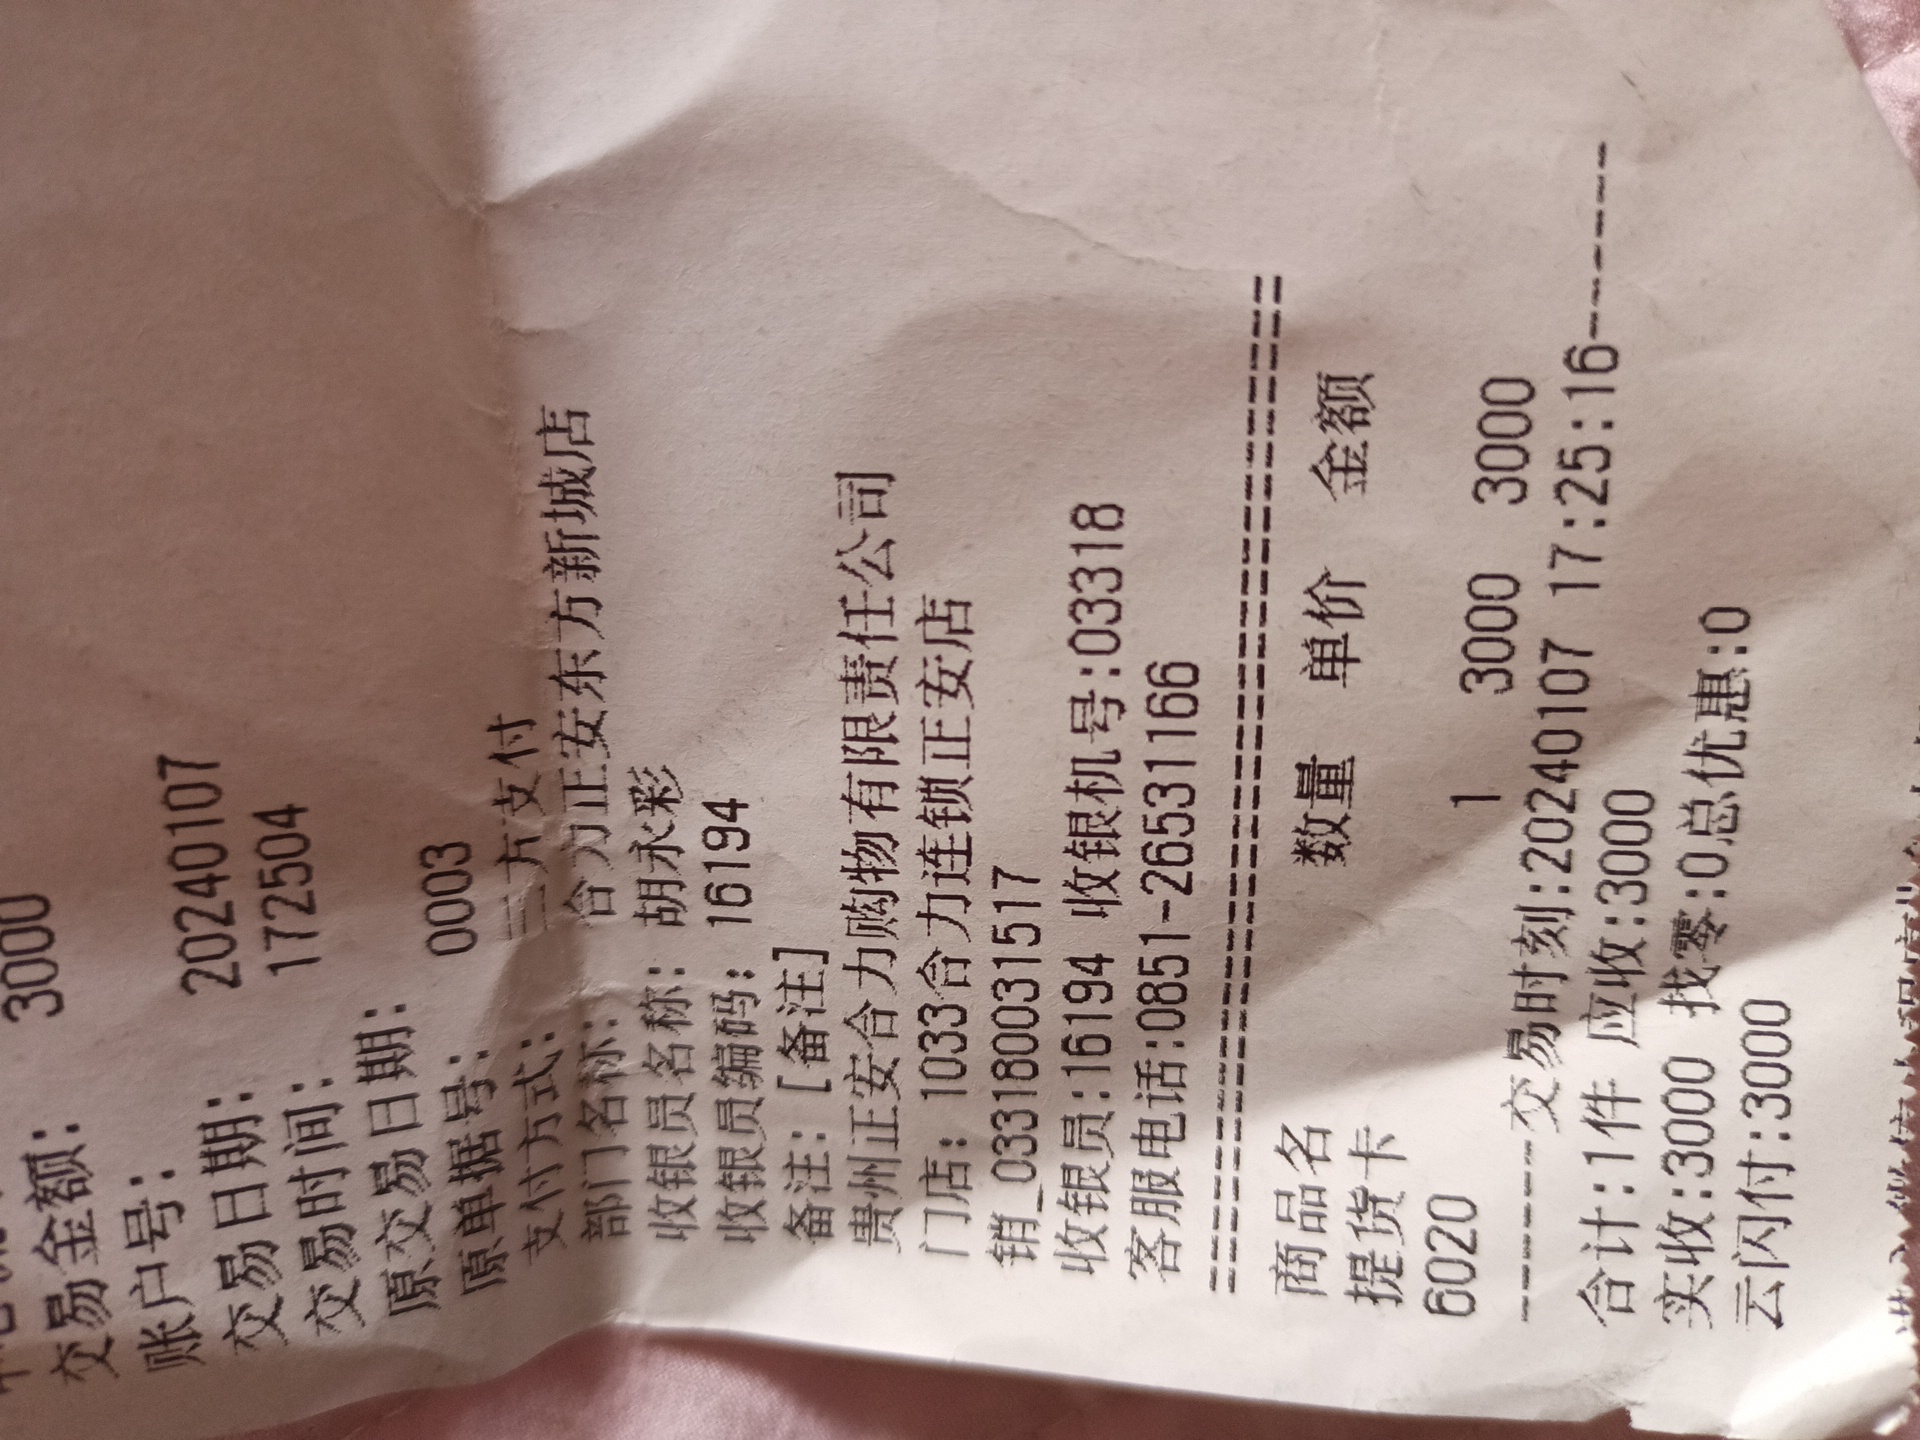 交易金额： 3000
账户号：
交易日期： 20240107
交易时间： 172504
原交易日期：
原单据号： 0003
支付方式： 三方支付
部门名称： 合力正安东方新城店
收银员名称： 胡永彩
收银员编码： 16194
备注： [备注]
贵州正安合力购物有限责任公司
门店：1033合力连锁正安店
销_033180031517
收银员:16194 收银机号:03318
客服电话:0851-26531166
商品名 数量 单价 金额
提货卡
6020 1 3000 3000
------交易时刻:20240107 17:25:16------
合计:1件 应收:3000
实收:3000 找零:0总优惠:0
云闪付:3000